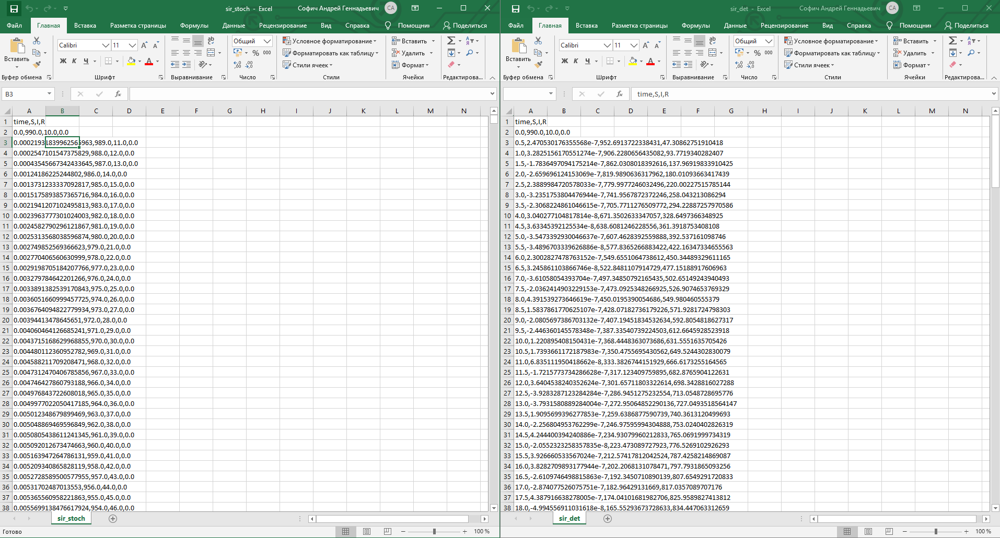 sir_stoch - Excel
Софич Андрей Геннадьевич
СА
Файл Главная Вставка Разметка страницы Формулы Данные Рецензирование Вид Справка Помощник Поделиться
Вставить
Calibri 11
Ж К Ч
Общий
% 000
Условное форматирование
Форматировать как таблицу
Стили ячеек
Вставить
Удалить
Формат
Буфер обмена Шрифт Выравнивание Число Стили Ячейки Редактирова...
B3
A B C D E F G H I J K L M N
1 time,S,I,R
2 0.0,990.0,10.0,0.0
3 0.00021931839962565963,989.0,11.0,0.0
4 0.0002547101547375829,988.0,12.0,0.0
5 0.00043545667342433645,987.0,13.0,0.0
6 0.00124186225244802,986.0,14.0,0.0
7 0.0013731233337092817,985.0,15.0,0.0
8 0.0015175893857365716,984.0,16.0,0.0
9 0.0021941207102495813,983.0,17.0,0.0
10 0.0023963777301024003,982.0,18.0,0.0
11 0.0024582790296121867,981.0,19.0,0.0
12 0.0025313568038596874,980.0,20.0,0.0
13 0.002749852569366623,979.0,21.0,0.0
14 0.002770406560630999,978.0,22.0,0.0
15 0.0029198705184207766,977.0,23.0,0.0
16 0.003279784642201266,976.0,24.0,0.0
17 0.0033891382539170843,975.0,25.0,0.0
18 0.0036051660999457725,974.0,26.0,0.0
19 0.0036764094822779934,973.0,27.0,0.0
20 0.00394413478645651,972.0,28.0,0.0
21 0.004060464126685241,971.0,29.0,0.0
22 0.004371516862996885​5,970.0,30.0,0.0
23 0.004480112360952782,969.0,31.0,0.0
24 0.004588211709208471,968.0,32.0,0.0
25 0.0047312470406785856,967.0,33.0,0.0
26 0.004746427860793188,966.0,34.0,0.0
27 0.004976843722608018,965.0,35.0,0.0
28 0.0049977022050417185,964.0,36.0,0.0
29 0.005012348679899469,963.0,37.0,0.0
30 0.005048869469596849,962.0,38.0,0.0
31 0.0050805438611241345,961.0,39.0,0.0
32 0.005092012673474663,960.0,40.0,0.0
33 0.005163947264786131,959.0,41.0,0.0
34 0.005209340865828119,958.0,42.0,0.0
35 0.0052728589500577955,957.0,43.0,0.0
36 0.00531702487013553,956.0,44.0,0.0
37 0.005365560958221863,955.0,45.0,0.0
38 0.0055699138476617924,954.0,46.0,0.0
sir_stoch
Готово
100 %
sir_det - Excel
Софич Андрей Геннадьевич
СА
Файл Главная Вставка Разметка страницы Формулы Данные Рецензирование Вид Справка Помощник Поделиться
Вставить
Calibri 11
Ж К Ч
Общий
% 000
Условное форматирование
Форматировать как таблицу
Стили ячеек
Вставить
Удалить
Формат
Буфер обмена Шрифт Выравнивание Число Стили Ячейки Редактирова...
time,S,I,R
A B C D E F G H I J K L M N
1 time,S,I,R
2 0.0,990.0,10.0,0.0
3 0.5,2.470530176355568e-7,952.6913722338431,47.30862751910418
4 1.0,3.2825156170551274e-7,906.2280656435082,93.7719340282407
5 1.5,-1.7836497094175214e-7,862.0308018392616,137.96919833910425
6 2.0,-2.659696124153069e-7,819.9890636317962,180.01093663417439
7 2.5,2.3889984720578033e-7,779.9977246032496,220.00227515785144
8 3.0,-3.2351753804476944e-7,741.9567872372246,258.043213086294
9 3.5,-2.3068224861046615e-7,705.7711276509772,294.22887257970586
10 4.0,3.040277104817814e-8,671.3502633347057,328.6497366348925
11 4.5,3.63345392125534e-8,638.6081246228556,361.3918753408108
12 5.0,-3.5473392930046637e-7,607.4628392559888,392.537161098746
13 5.5,-3.4896703339626886e-8,577.8365266883422,422.16347334655563
14 6.0,2.3002827478763152e-7,549.6551064738612,450.34489329611165
15 6.5,3.245861103866746e-8,522.8481107914729,477.15188917606963
16 7.0,-3.61058054393704e-7,497.34850792165435,502.65149243940493
17 7.5,-2.0362414903229153e-7,473.0925348266925,526.9074653769329
18 8.0,4.391539273646619e-7,450.0195390054686,549.980460555379
19 8.5,1.5837861770625107e-7,428.07182736179226,571.9281724798303
20 9.0,-2.0805697386703132e-7,407.19451834532634,592.8054818627317
21 9.5,-2.446360145578348e-7,387.33540739224503,612.6645928523918
22 10.0,1.220895408150431e-7,368.4448363073686,631.5551635705426
23 10.5,1.7393661172187983e-7,350.4755695430562,649.5244302830079
24 11.0,6.835111950418662e-8,333.3826744151929,666.6173255164565
25 11.5,-1.7215773734286628e-7,317.123409759895,682.8765904122631
26 12.0,3.6404538240352624e-7,301.65711803322614,698.3428816027288
27 12.5,-3.9283287123284284e-7,286.9451275232554,713.0548728695776
28 13.0,-3.7931580889284004e-7,272.95064852290136,727.0493518564147
29 13.5,1.9095699396277853e-7,259.6386877590739,740.3613120499693
30 14.0,-2.256804953762299e-7,246.97595994304888,753.0240402826319
31 14.5,4.244400394240886e-7,234.93079960212833,765.0691999734319
32 15.0,-2.0552323258357835e-8,223.473089727923,776.5269102926293
33 15.5,3.926660533567024e-7,212.57417812042524,787.4258214869087
34 16.0,3.8282709893177944e-7,202.2068131078471,797.7931865093256
35 16.5,-2.6109746498815863e-7,192.3450710890139,807.6549291720833
36 17.0,-2.874077526075751e-7,182.96429131669,817.0357089707176
37 17.5,4.387916638278005e-7,174.04101681982706,825.9589827413812
38 18.0,-4.994556911031618e-8,165.55293673728633,834.447063312659
sir_det
100 %